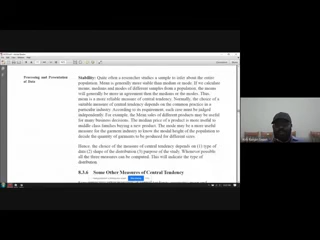 Processing and Presentation
of Data
Stability: Quite often a researcher studies a sample to infer about the entire
population. Mean is generally more stable than median or mode. If we calculate
means, medians and modes of different samples from a population, the means
will generally be more in agreement then the medians or the modes. Thus,
mean is a more reliable measure of central tendency. Normally, the choice of a
suitable measure of central tendency depends on the common practice in a
particular industry. According to its requirement, each case must be judged
independently. For example, the Mean sales of different products may be useful
for many business decisions. The median price of a product is more useful to
middle class families buying a new product. The mode may be a more useful
measure for the garment industry to know the modal height of the population to
decide the quantity of garments to be produced for different sizes.
Hence, the choice of the measure of central tendency depends on (1) type of
data (2) shape of the distribution (3) purpose of the study. Whenever possible
all the three measures can be computed. This will indicate the type of
distribution.
8.3.6 Some Other Measures of Central Tendency